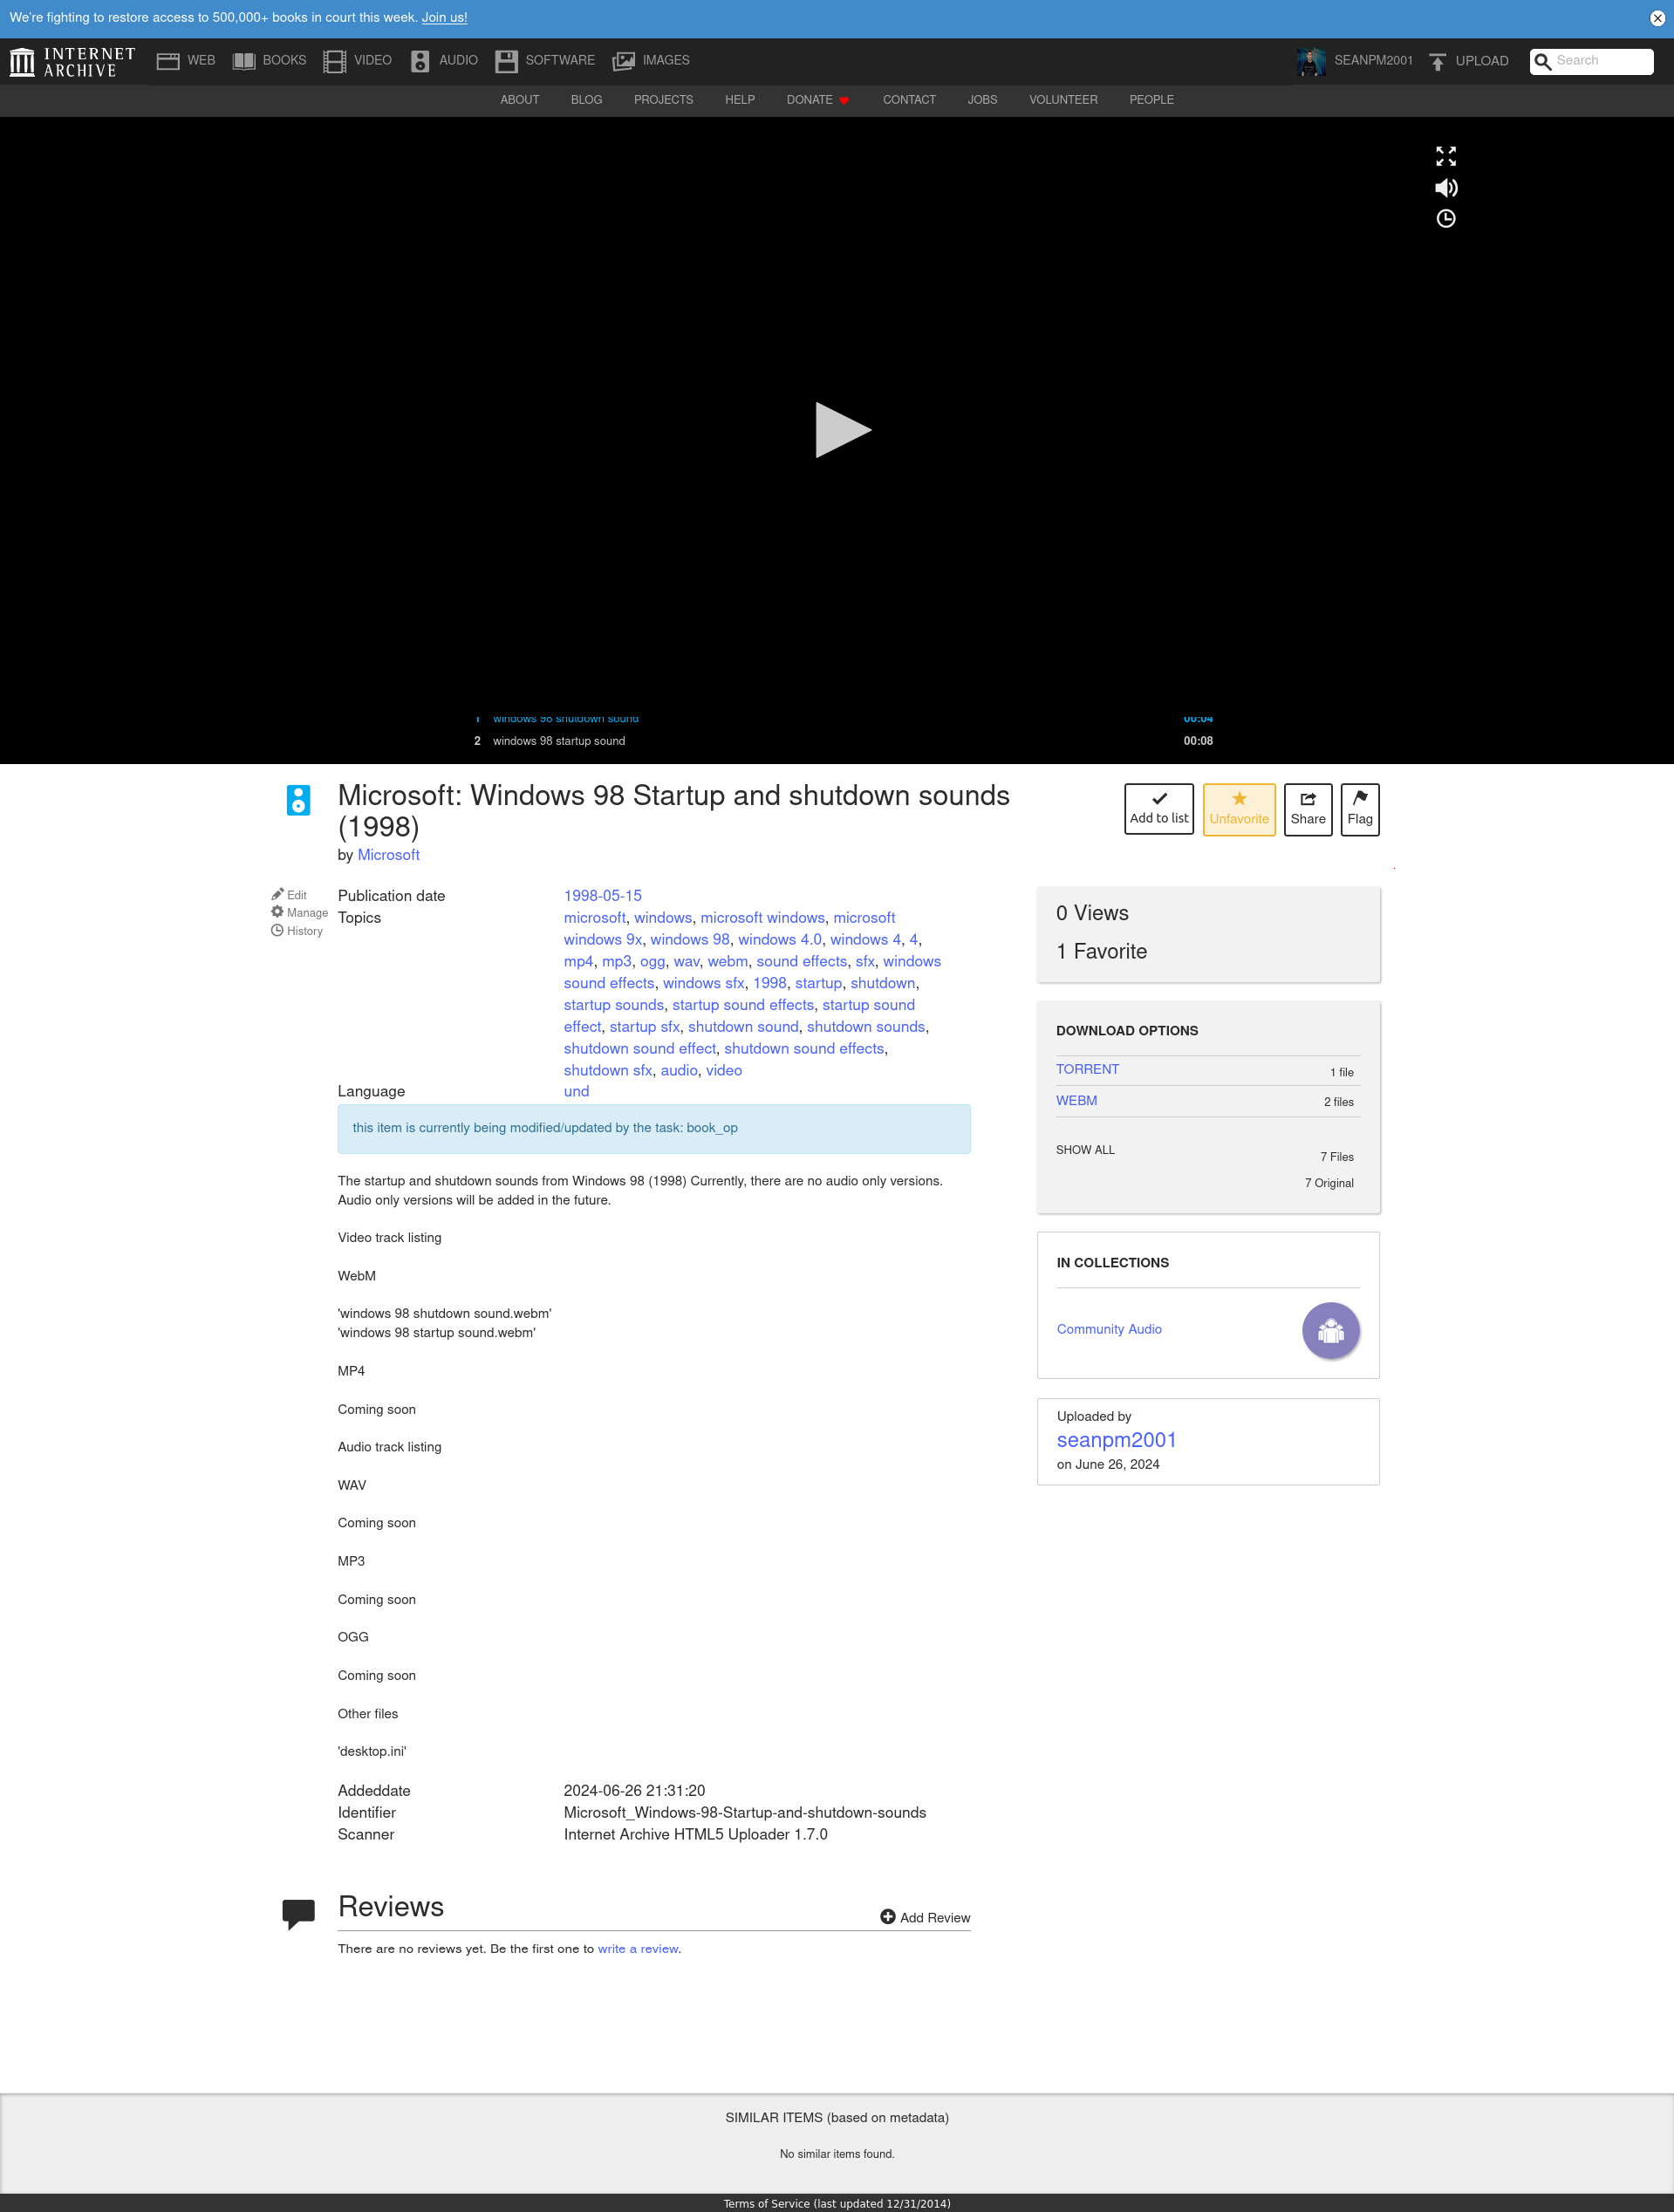 We're fighting to restore access to 500,000+ books in court this week. Join us!
INTERNET ARCHIVE
WEB BOOKS VIDEO AUDIO SOFTWARE IMAGES SEANPM2001 UPLOAD Search
ABOUT BLOG PROJECTS HELP DONATE CONTACT JOBS VOLUNTEER PEOPLE
1 windows 98 shutdown sound 00:04
2 windows 98 startup sound 00:08
Microsoft: Windows 98 Startup and shutdown sounds
(1998)
by Microsoft
Add to list
Unfavorite
Share
Flag
Edit
Manage
History
Publication date 1998-05-15
Topics microsoft, windows, microsoft windows, microsoft
windows 9x, windows 98, windows 4.0, windows 4, 4,
mp4, mp3, ogg, wav, webm, sound effects, sfx, windows
sound effects, windows sfx, 1998, startup, shutdown,
startup sounds, startup sound effects, startup sound
effect, startup sfx, shutdown sound, shutdown sounds,
shutdown sound effect, shutdown sound effects,
shutdown sfx, audio, video
Language und
this item is currently being modified/updated by the task: book_op
The startup and shutdown sounds from Windows 98 (1998) Currently, there are no audio only versions.
Audio only versions will be added in the future.
Video track listing
WebM
'windows 98 shutdown sound.webm'
'windows 98 startup sound.webm'
MP4
Coming soon
Audio track listing
WAV
Coming soon
MP3
Coming soon
OGG
Coming soon
Other files
'desktop.ini'
Addeddate 2024-06-26 21:31:20
Identifier Microsoft_Windows-98-Startup-and-shutdown-sounds
Scanner Internet Archive HTML5 Uploader 1.7.0
0 Views
1 Favorite
DOWNLOAD OPTIONS
TORRENT 1 file
WEBM 2 files
SHOW ALL 7 Files
7 Original
IN COLLECTIONS
Community Audio
Uploaded by
seanpm2001
on June 26, 2024
Reviews
Add Review
There are no reviews yet. Be the first one to write a review.
SIMILAR ITEMS (based on metadata)
No similar items found.
Terms of Service (last updated 12/31/2014)